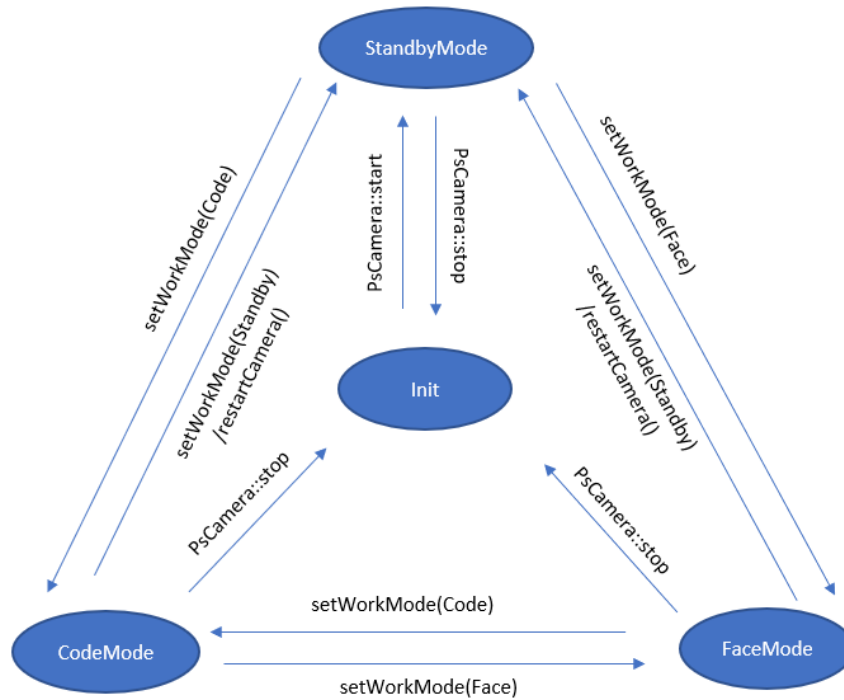 StandbyMode
setWorkMode(Code)
setWorkMode(Standby)
/restartCamera()
PsCamera::start
PsCamera::stop
setWorkMode(Face)
setWorkMode(Standby)
/restartCamera()
Init
PsCamera::stop
PsCamera::stop
setWorkMode(Code)
CodeMode
FaceMode
setWorkMode(Face)